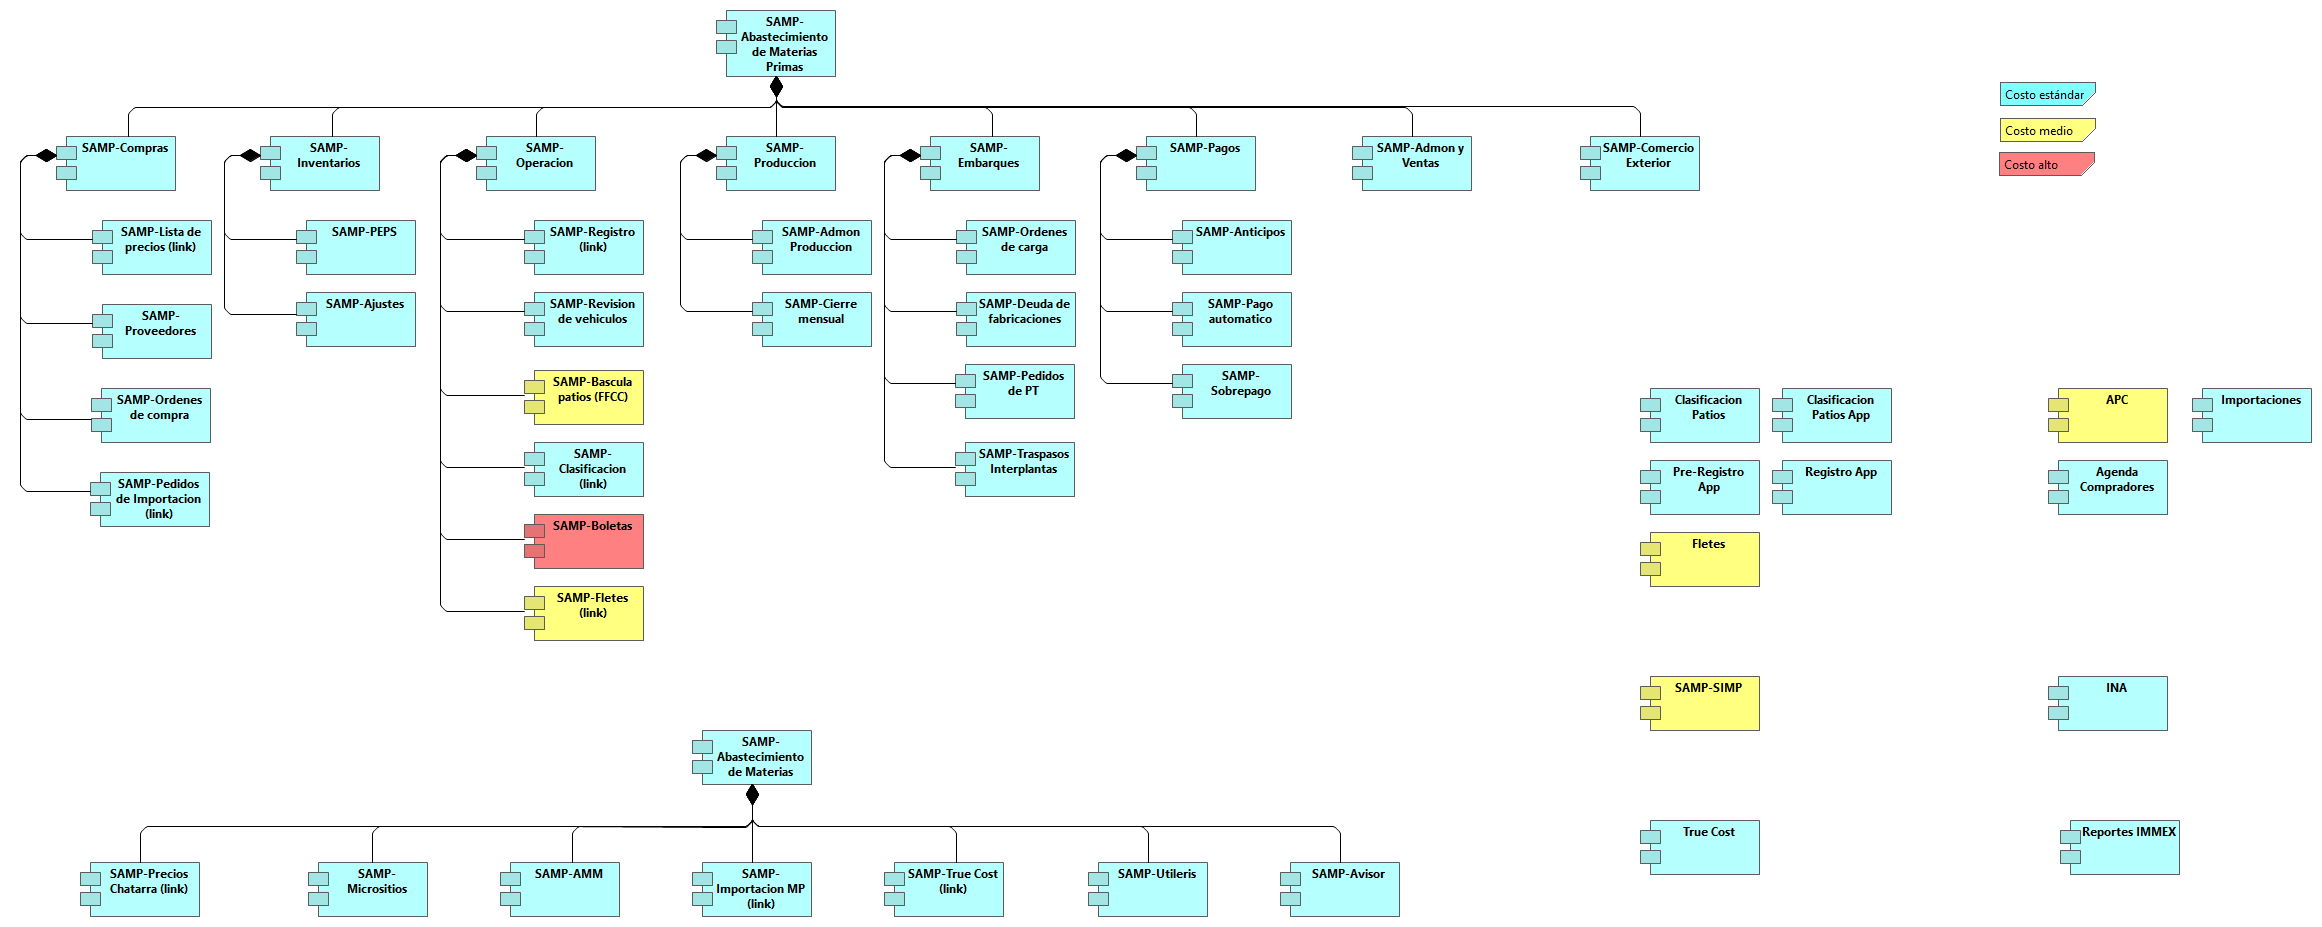 SAMP-
Abastecimiento
de Materias
Primas
Costo estándar
Costo medio
Costo alto
SAMP-Compras
SAMP-
Inventarios
SAMP-
Operacion
SAMP-
Produccion
SAMP-
Embarques
SAMP-Pagos
SAMP-Admon y
Ventas
SAMP-Comercio
Exterior
SAMP-Lista de
precios (link)
SAMP-PEPS
SAMP-Registro
(link)
SAMP-Admon
Produccion
SAMP-Ordenes
de carga
SAMP-Anticipos
SAMP-
Proveedores
SAMP-Ajustes
SAMP-Revision
de vehiculos
SAMP-Cierre
mensual
SAMP-Deuda de
fabricaciones
SAMP-Pago
automatico
SAMP-Ordenes
de compra
SAMP-Bascula
patios (FFCC)
SAMP-Pedidos
de PT
SAMP-
Sobrepago
Clasificacion
Patios
Clasificacion
Patios App
APC
Importaciones
SAMP-Pedidos
de Importacion
(link)
SAMP-
Clasificacion
(link)
SAMP-Traspasos
Interplantas
Pre-Registro
App
Registro App
Agenda
Compradores
SAMP-Boletas
Fletes
SAMP-Fletes
(link)
SAMP-SIMP
INA
SAMP-
Abastecimiento
de Materias
True Cost
Reportes IMMEX
SAMP-Precios
Chatarra (link)
SAMP-
Micrositios
SAMP-AMM
SAMP-
Importacion MP
(link)
SAMP-True Cost
(link)
SAMP-Utileris
SAMP-Avisor